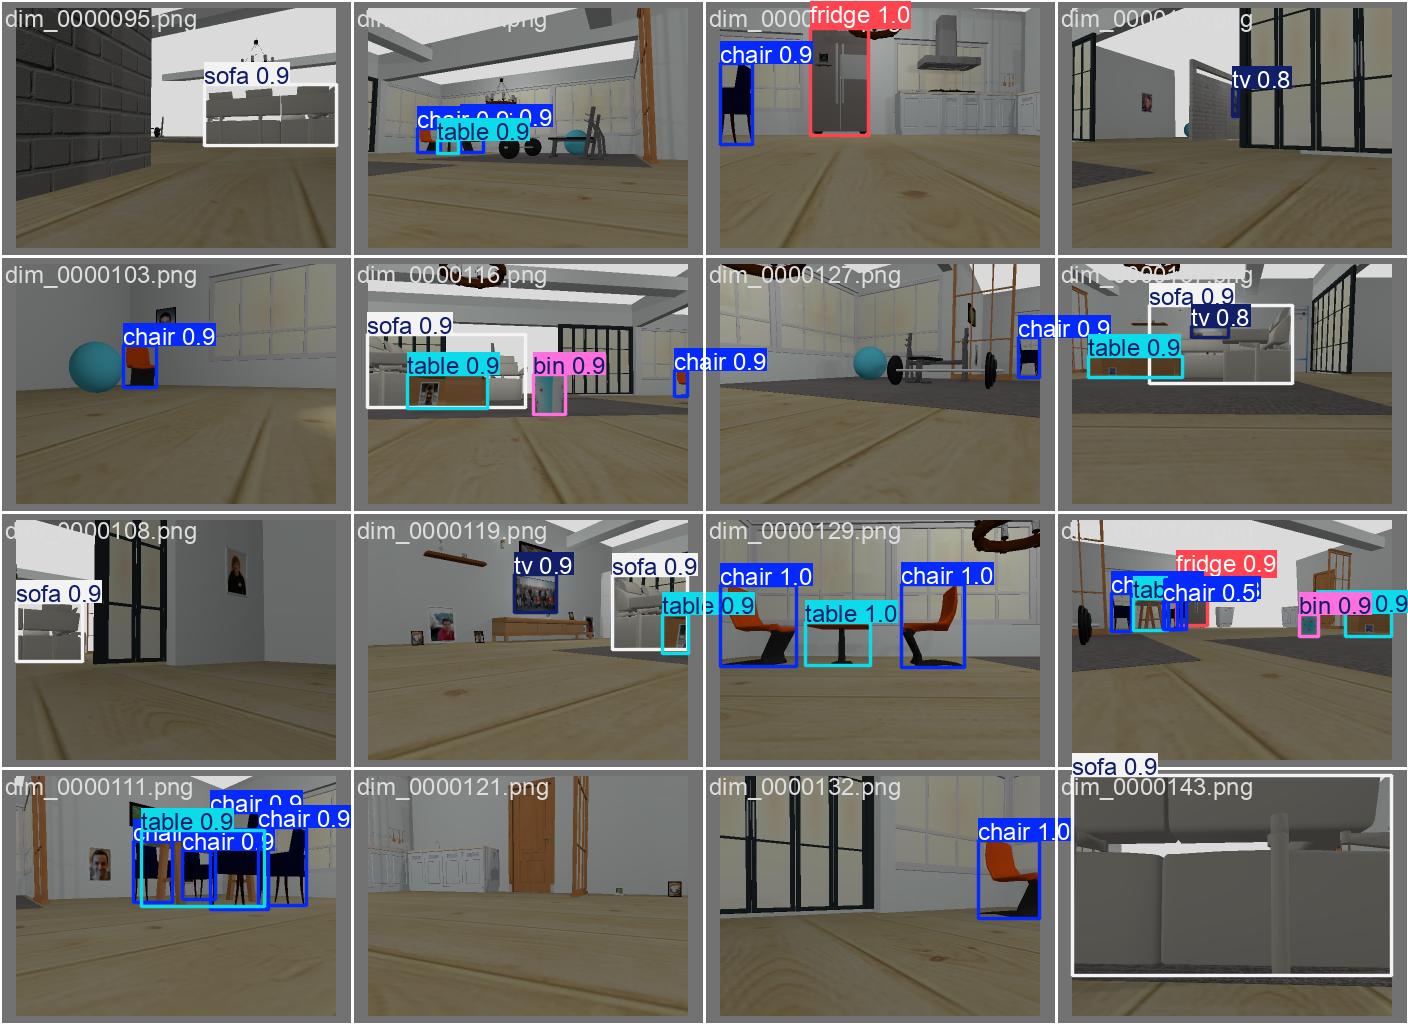 dim_0000095.png
sofa 0.9
chair 0.9
table 0.9
fridge 1.0
chair 0.9
tv 0.8
dim_0000103.png
chair 0.9
dim_0000116.png
sofa 0.9
table 0.9
bin 0.9
chair 0.9
dim_0000127.png
chair 0.9
sofa 0.9
tv 0.8
table 0.9
dim_0000108.png
sofa 0.9
dim_0000119.png
tv 0.9
sofa 0.9
table 0.9
dim_0000129.png
chair 1.0
table 1.0
chair 1.0
fridge 0.9
chair 0.5
bin 0.9
0.9
dim_0000111.png
chair 0.9
chair 0.9
table 0.9
chair 0.9
dim_0000121.png
dim_0000132.png
chair 1.0
sofa 0.9
dim_0000143.png